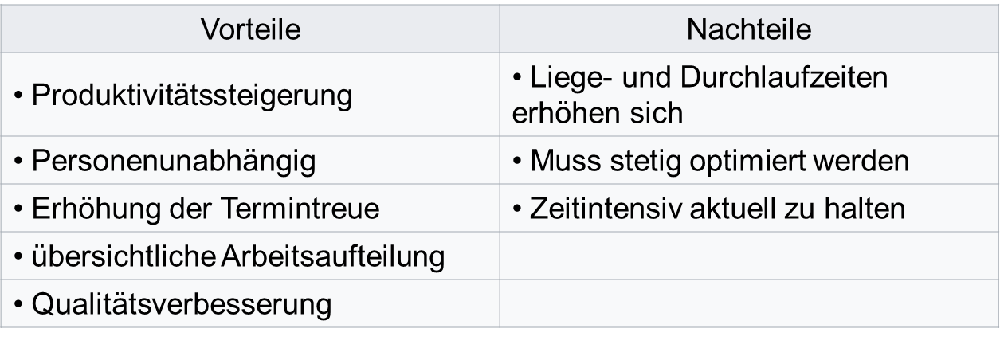 Vorteile
Nachteile
• Produktivitätssteigerung
• Liege- und Durchlaufzeiten
erhöhen sich
• Personenunabhängig
• Muss stetig optimiert werden
• Erhöhung der Termintreue
• Zeitintensiv aktuell zu halten
• übersichtliche Arbeitsaufteilung
• Qualitätsverbesserung